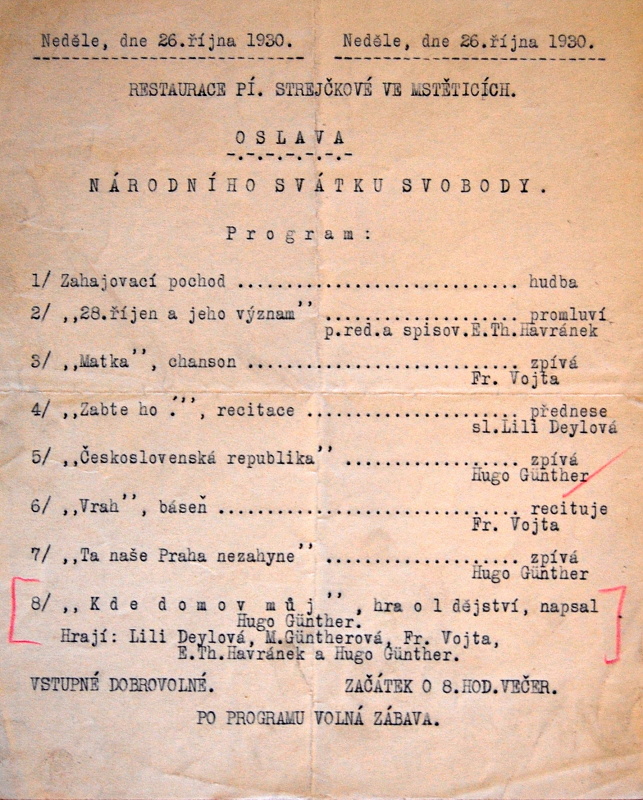 Neděle, dne 26.října 1930. Neděle, dne 26.října 1930.
RESTAURACE PÍ. STREJČKOVÉ VE MSTĚTICÍCH.
O S L A V A
N Á R O D N Í H O  S V Á T K U  S V O B O D Y .
P r o g r a m :
1/ Zahajovací pochod .............................. hudba
2/ ,,28.říjen a jeho význam'' ..................... promluví
p.red.a spisov.E.Th.Havránek
3/ ,,Matka'', chanson ............................. zpívá
Fr. Vojta
4/ ,,Zabte ho !'', recitace ....................... přednese
sl.Lili Deylová
5/ ,,Československá republika'' ................... zpívá
Hugo Günther
6/ ,,Vrah'', báseň ................................ recituje
Fr. Vojta
7/ ,,Ta naše Praha nezahyne'' ..................... zpívá
Hugo Günther
8/ ,, K d e  d o m o v  m ů j '' , hra o l dějství, napsal
Hugo Günther.
Hrají: Lili Deylová, M.Güntherová, Fr. Vojta,
E.Th.Havránek a Hugo Günther.
VSTUPNÉ DOBROVOLNÉ. ZAČÁTEK O 8.HOD.VEČER.
PO PROGRAMU VOLNÁ ZÁBAVA.